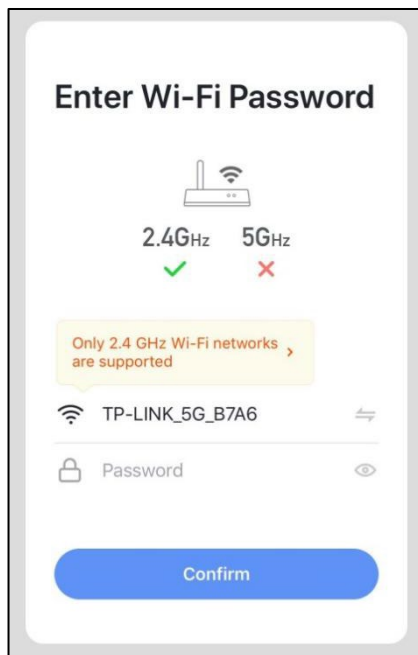 Enter Wi-Fi Password
2.4GHz 5GHz
Only 2.4 GHz Wi-Fi networks
are supported
TP-LINK_5G_B7A6
Password
Confirm